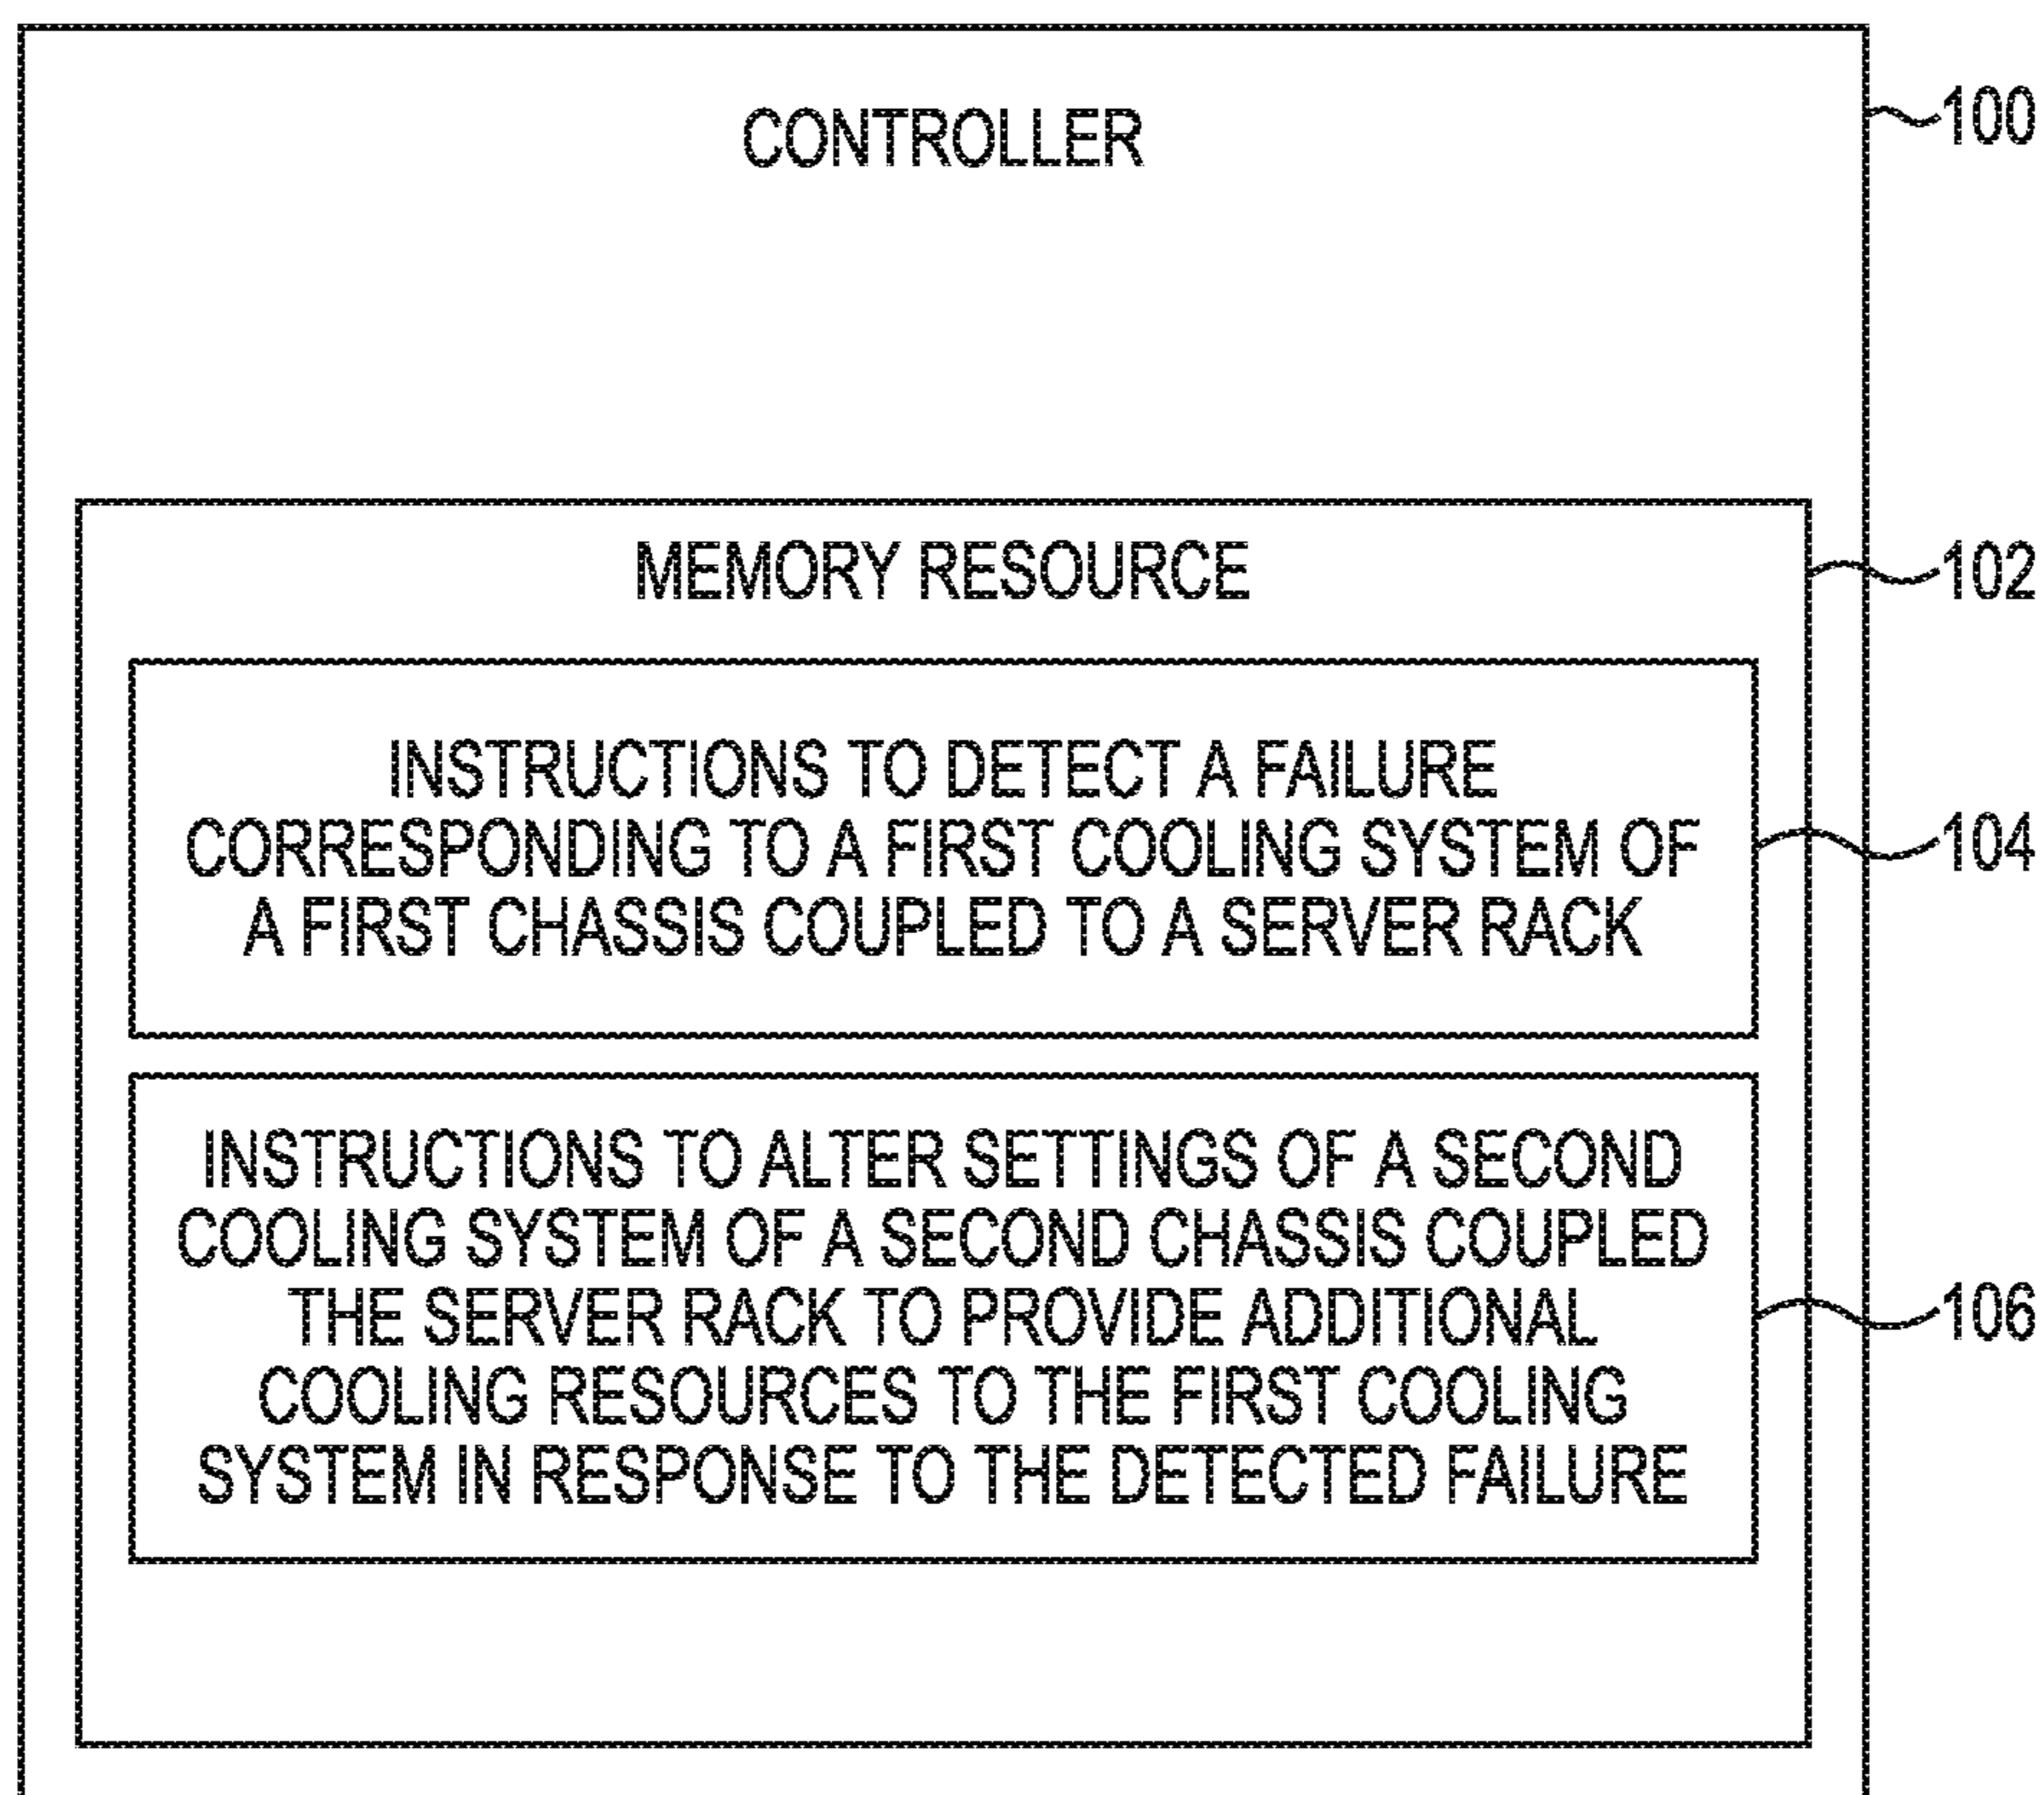 CONTROLLER
100
MEMORY RESOURCE
102
INSTRUCTIONS TO DETECT A FAILURE
CORRESPONDING TO A FIRST COOLING SYSTEM OF
A FIRST CHASSIS COUPLED TO A SERVER RACK
104
INSTRUCTIONS TO ALTER SETTINGS OF A SECOND
COOLING SYSTEM OF A SECOND CHASSIS COUPLED
THE SERVER RACK TO PROVIDE ADDITIONAL
COOLING RESOURCES TO THE FIRST COOLING
SYSTEM IN RESPONSE TO THE DETECTED FAILURE
106